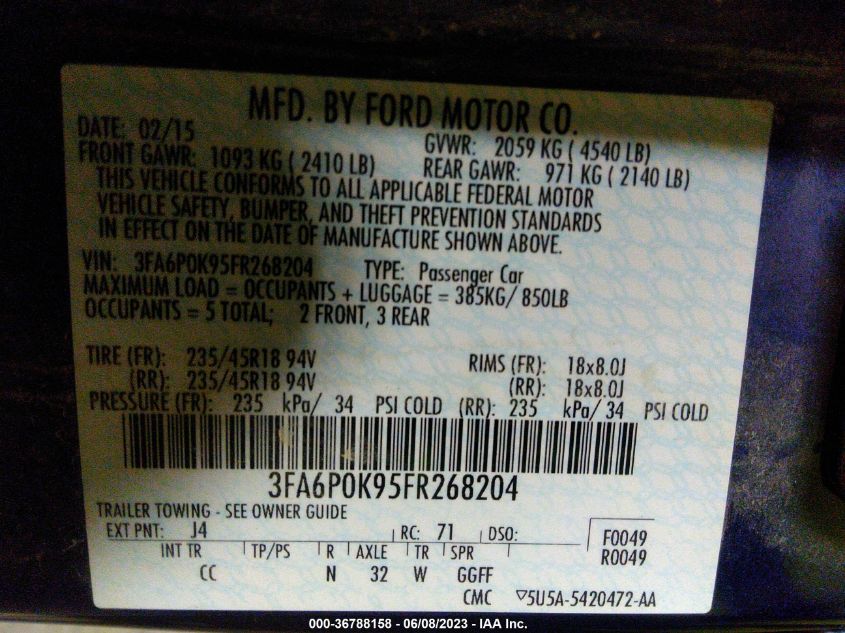 MFD. BY FORD MOTOR CO.
DATE: 02/15 GVWR: 2059 KG ( 4540 LB)
FRONT GAWR: 1093 KG ( 2410 LB) REAR GAWR: 971 KG ( 2140 LB)
THIS VEHICLE CONFORMS TO ALL APPLICABLE FEDERAL MOTOR
VEHICLE SAFETY, BUMPER, AND THEFT PREVENTION STANDARDS
IN EFFECT ON THE DATE OF MANUFACTURE SHOWN ABOVE.
VIN: 3FA6P0K95FR268204 TYPE: Passenger Car
MAXIMUM LOAD = OCCUPANTS + LUGGAGE = 385KG/ 850LB
OCCUPANTS = 5 TOTAL; 2 FRONT, 3 REAR
TIRE (FR): 235/45R18 94V RIMS (FR): 18x8.0J
(RR): 235/45R18 94V (RR): 18x8.0J
PRESSURE (FR): 235 kPa/ 34 PSI COLD (RR): 235 kPa/ 34 PSI COLD
3FA6P0K95FR268204
TRAILER TOWING - SEE OWNER GUIDE
EXT PNT: J4 RC: 71 DSO: F0049
R0049
INT TR TP/PS R AXLE TR SPR
CC N 32 W GGFF
CMC ▽5U5A-5420472-AA
000-36788158 - 06/08/2023 - IAA Inc.